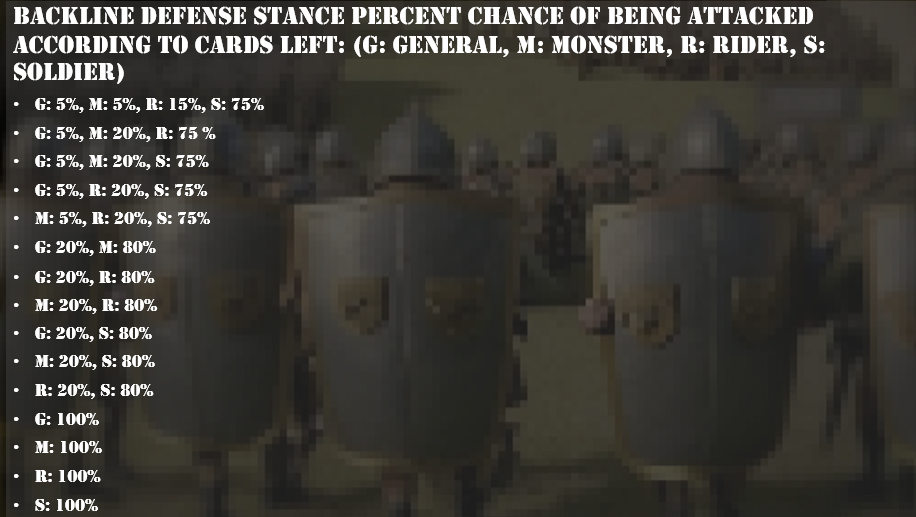 BACKLINE DEFENSE STANCE PERCENT CHANCE OF BEING ATTACKED
ACCORDING TO CARDS LEFT: (G: GENERAL, M: MONSTER, R: RIDER, S:
SOLDIER)
• G: 5%, M: 5%, R: 15%, S: 75%
• G: 5%, M: 20%, R: 75 %
• G: 5%, M: 20%, S: 75%
• G: 5%, R: 20%, S: 75%
• M: 5%, R: 20%, S: 75%
• G: 20%, M: 80%
• G: 20%, R: 80%
• M: 20%, R: 80%
• G: 20%, S: 80%
• M: 20%, S: 80%
• R: 20%, S: 80%
• G: 100%
• M: 100%
• R: 100%
• S: 100%